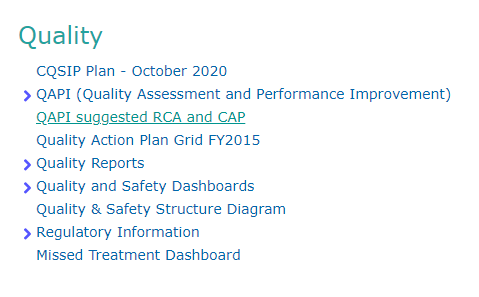 Quality
CQSIP Plan - October 2020
QAPI (Quality Assessment and Performance Improvement)
QAPI suggested RCA and CAP
Quality Action Plan Grid FY2015
Quality Reports
Quality and Safety Dashboards
Quality & Safety Structure Diagram
Regulatory Information
Missed Treatment Dashboard